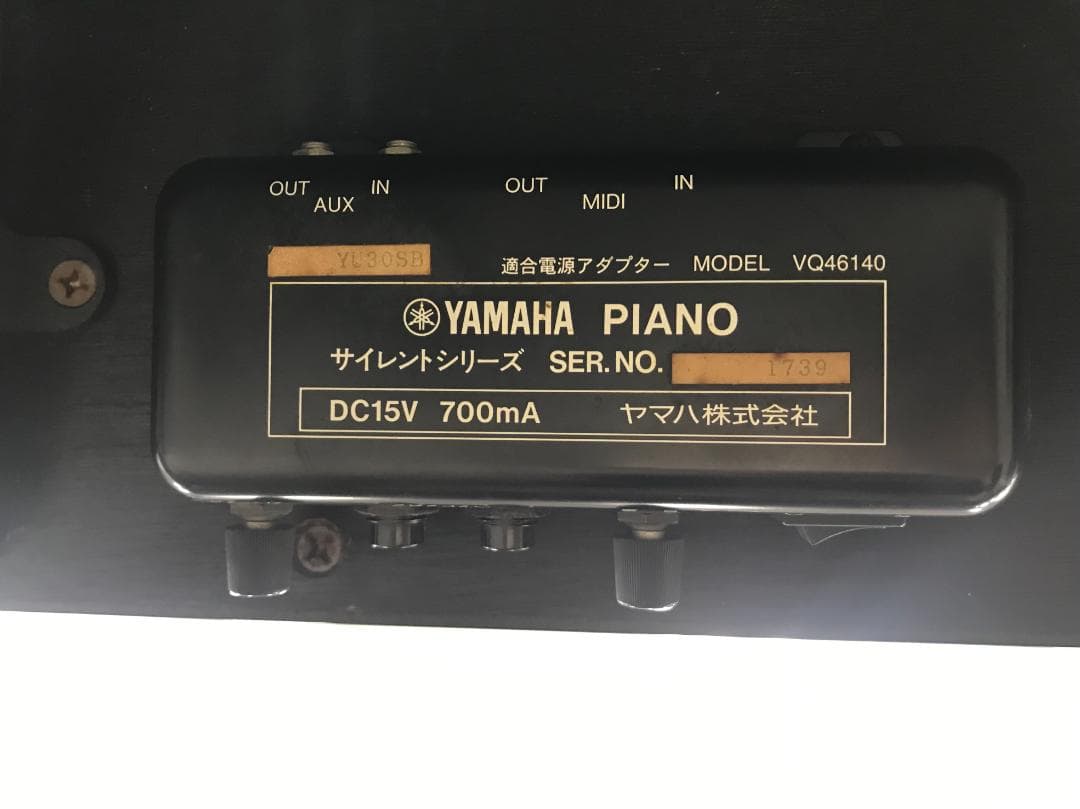 OUT AUX IN
OUT MIDI IN
YU30SB
適合電源アダプター MODEL VQ46140
YAMAHA PIANO
サイレントシリーズ SER.NO. 1739
DC15V 700mA ヤマハ株式会社